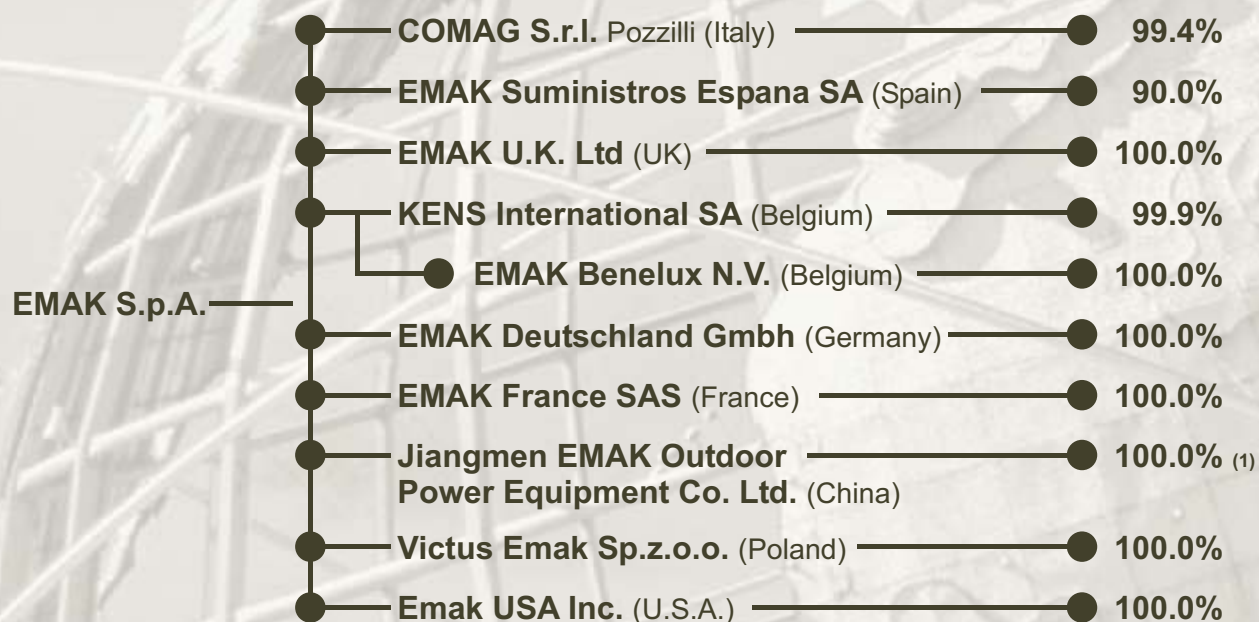 COMAG S.r.l. Pozzilli (Italy) 99.4%
EMAK Suministros Espana SA (Spain) 90.0%
EMAK U.K. Ltd (UK) 100.0%
KENS International SA (Belgium) 99.9%
EMAK Benelux N.V. (Belgium) 100.0%
EMAK S.p.A.
EMAK Deutschland Gmbh (Germany) 100.0%
EMAK France SAS (France) 100.0%
Jiangmen EMAK Outdoor 100.0% (1)
Power Equipment Co. Ltd. (China)
Victus Emak Sp.z.o.o. (Poland) 100.0%
Emak USA Inc. (U.S.A.) 100.0%